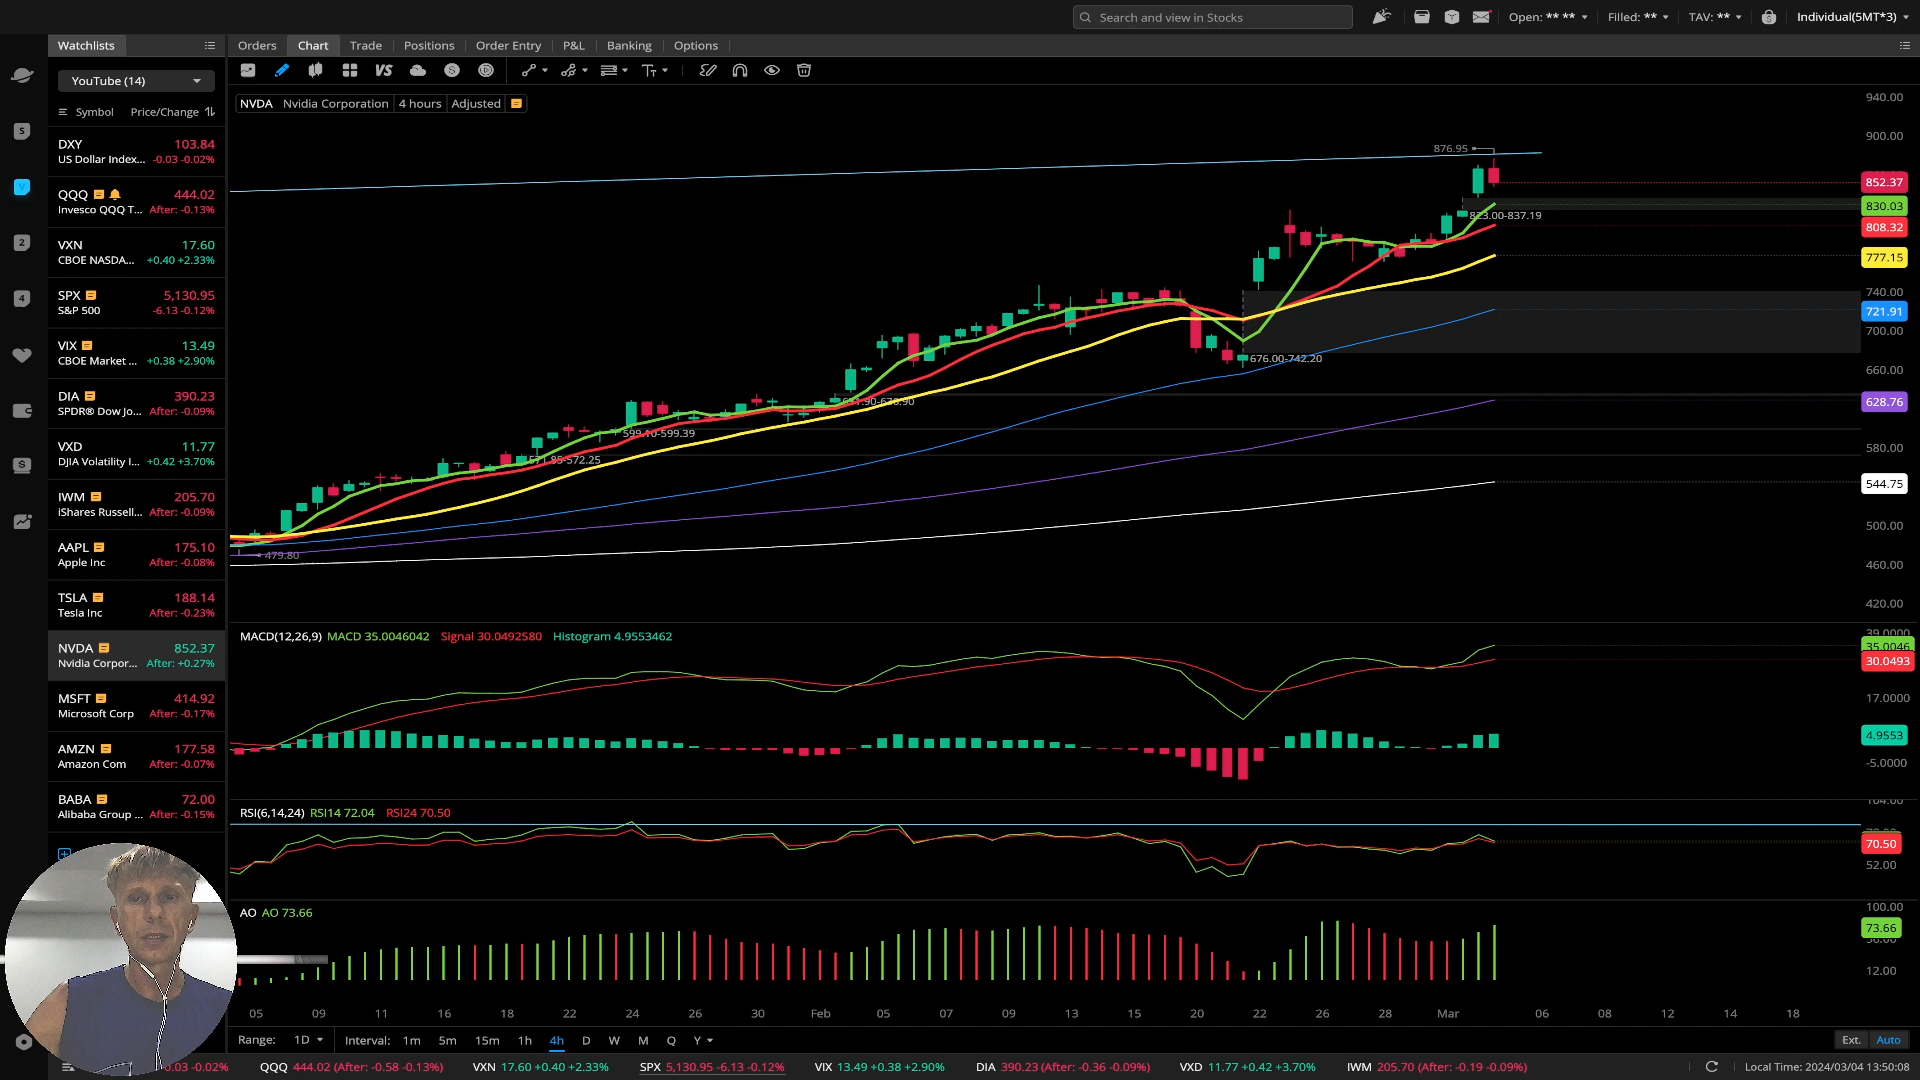 Search and view in Stocks
Open: ** **
Filled: **
TAV: **
Individual(5MT*3)
Watchlists
Orders Chart Trade Positions Order Entry P&L Banking Options
YouTube (14)
VS
Symbol Price/Change
NVDA Nvidia Corporation 4 hours Adjusted
DXY 103.84
US Dollar Index... -0.03 -0.02%
QQQ 444.02
Invesco QQQ T... After: -0.13%
VXN 17.60
CBOE NASDA... +0.40 +2.33%
SPX 5,130.95
S&P 500 -6.13 -0.12%
VIX 13.49
CBOE Market ... +0.38 +2.90%
DIA 390.23
SPDR® Dow Jo... After: -0.09%
VXD 11.77
DJIA Volatility I... +0.42 +3.70%
IWM 205.70
iShares Russell... After: -0.09%
AAPL 175.10
Apple Inc After: -0.08%
TSLA 188.14
Tesla Inc After: -0.23%
NVDA 852.37
Nvidia Corpor... After: +0.27%
MSFT 414.92
Microsoft Corp After: -0.17%
AMZN 177.58
Amazon Com After: -0.07%
BABA 72.00
Alibaba Group ... After: -0.15%
876.95
823.00-837.19
676.00-742.20
599.10-599.39
479.80
940.00
900.00
852.37
830.03
808.32
777.15
740.00
721.91
700.00
660.00
628.76
580.00
544.75
500.00
460.00
420.00
MACD(12,26,9) MACD 35.0046042 Signal 30.0492580 Histogram 4.9553462
39.0000
35.0046
30.0493
17.0000
4.9553
-5.0000
RSI(6,14,24) RSI14 72.04 RSI24 70.50
104.00
70.50
52.00
AO AO 73.66
100.00
73.66
12.00
05 09 11 16 18 22 24 26 30 Feb 05 07 09 13 15 20 22 26 28 Mar 06 08 12 14 18
Range: 1D Interval: 1m 5m 15m 1h 4h D W M Q Y
Ext. Auto
0.03 -0.02% QQQ 444.02 (After: -0.58 -0.13%) VXN 17.60 +0.40 +2.33% SPX 5,130.95 -6.13 -0.12% VIX 13.49 +0.38 +2.90% DIA 390.23 (After: -0.36 -0.09%) VXD 11.77 +0.42 +3.70% IWM 205.70 (After: -0.19 -0.09%)
Local Time: 2024/03/04 13:50:08